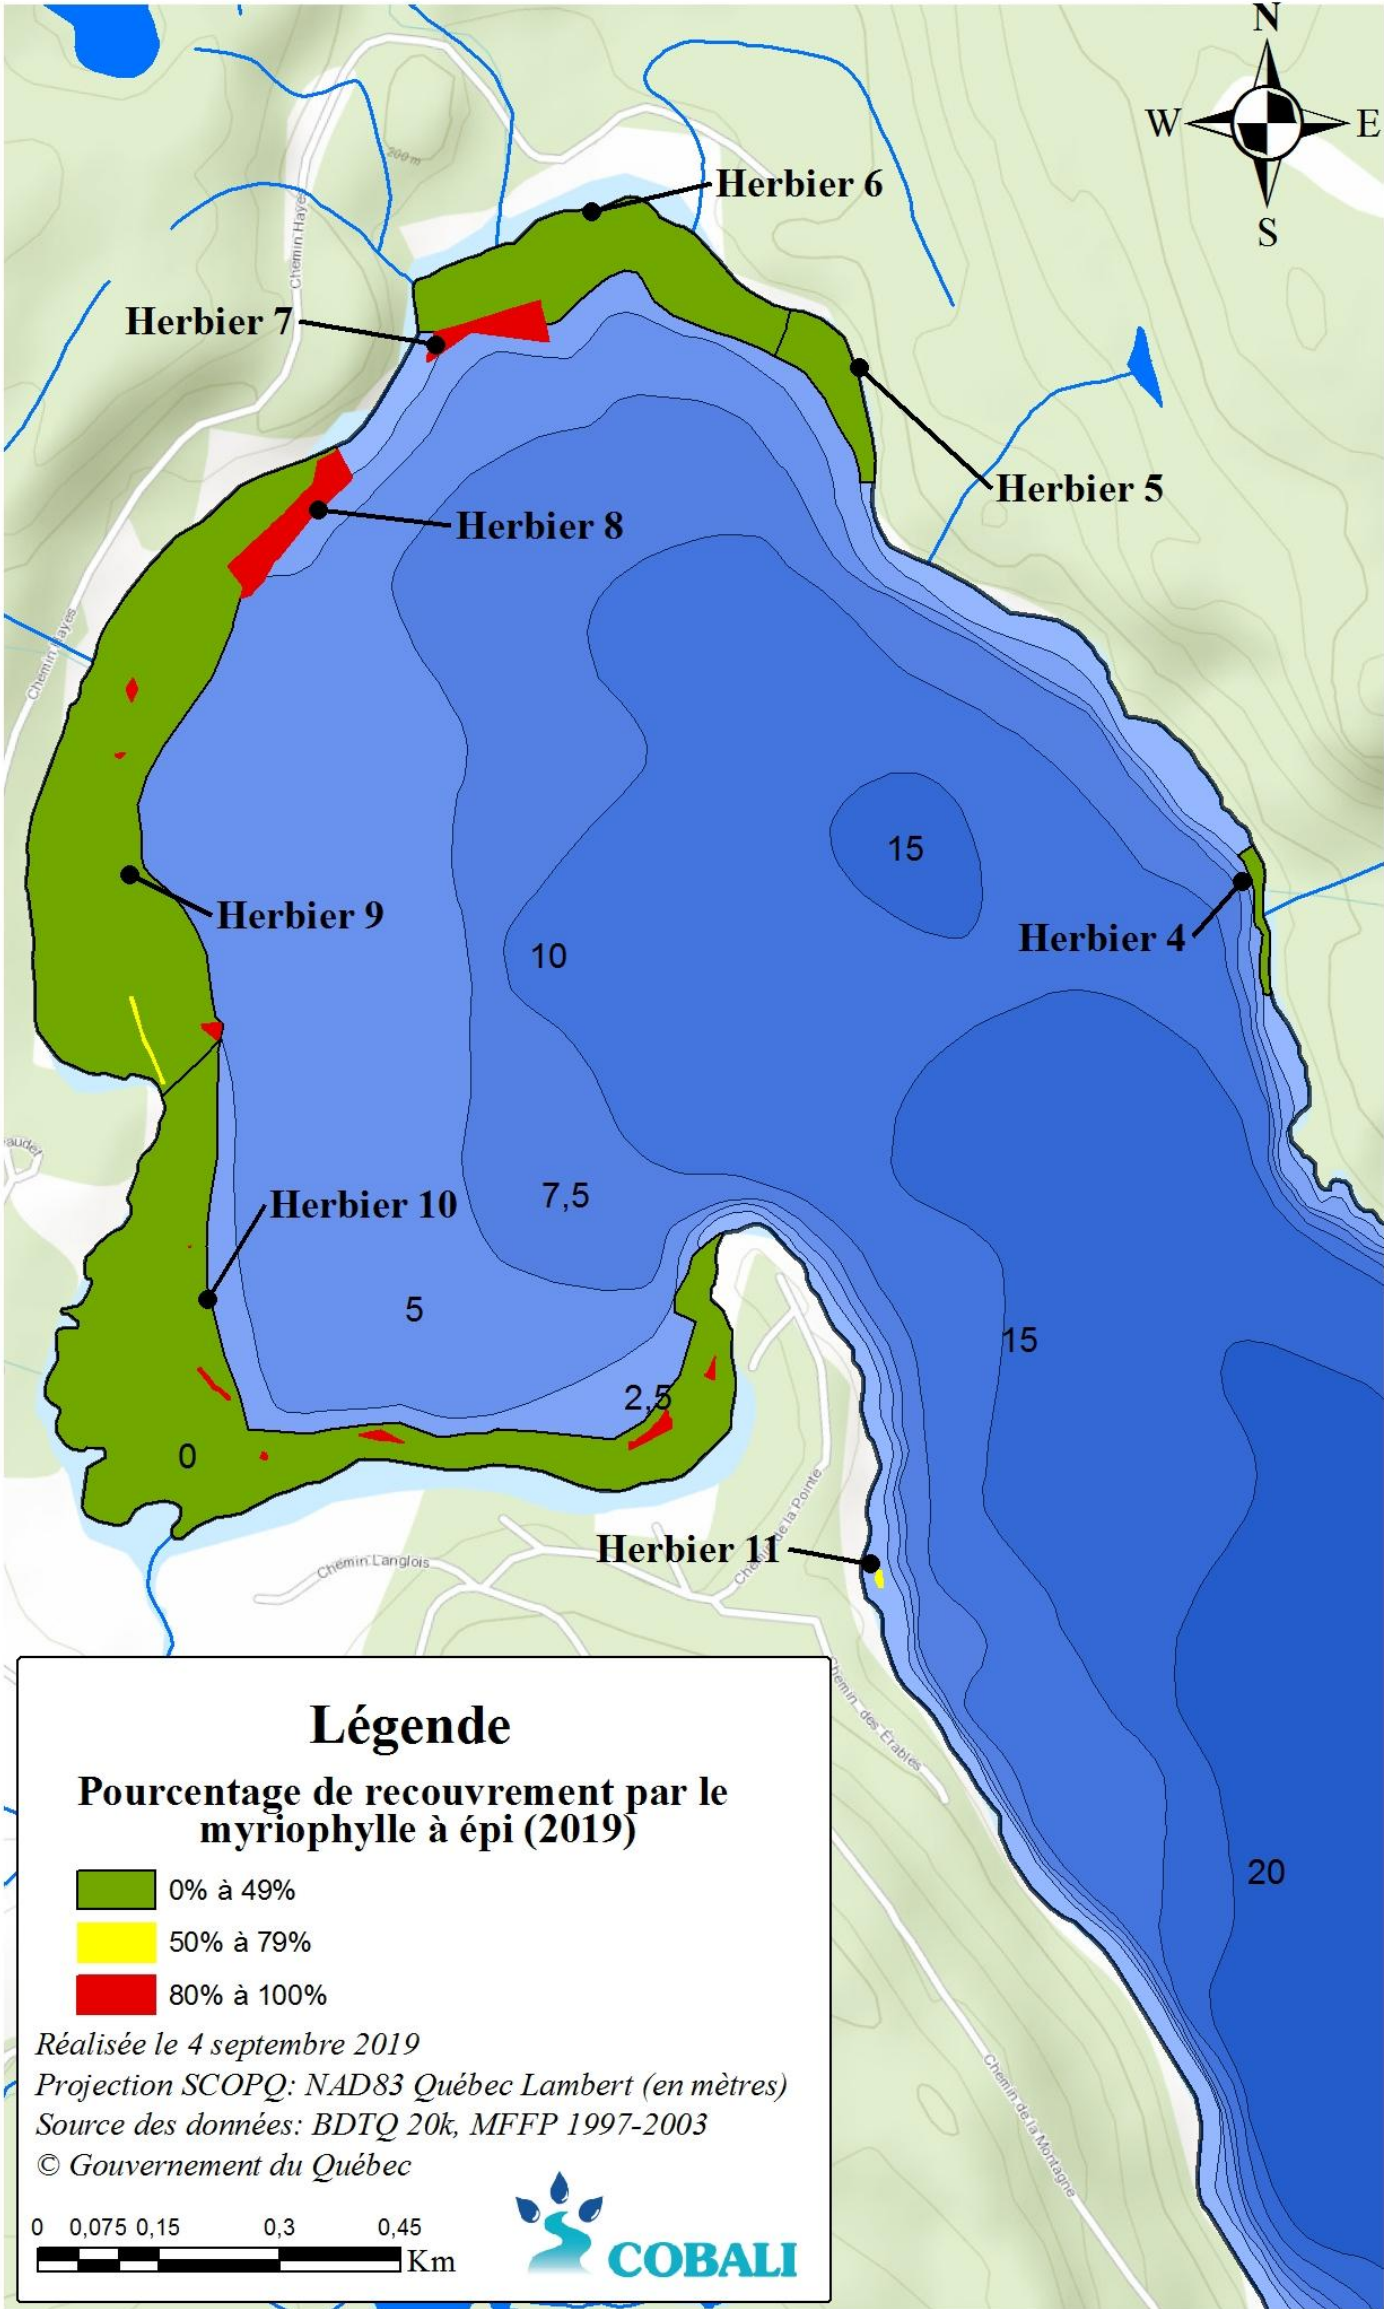 N
W E
S
200 m
Chemin Hayes
Herbier 6
Herbier 7
Herbier 5
Herbier 8
Chemin Hayes
15
Herbier 9
Herbier 4
10
audet
7,5
Herbier 10
5
15
2,5
0
Herbier 11
Chemin de la Pointe
Chemin Langlois
Chemin des Érables
20
Chemin de la Montagne
Légende
Pourcentage de recouvrement par le
myriophylle à épi (2019)
0% à 49%
50% à 79%
80% à 100%
Réalisée le 4 septembre 2019
Projection SCOPQ: NAD83 Québec Lambert (en mètres)
Source des données: BDTQ 20k, MFFP 1997-2003
© Gouvernement du Québec
0 0,075 0,15 0,3 0,45
Km
COBALI